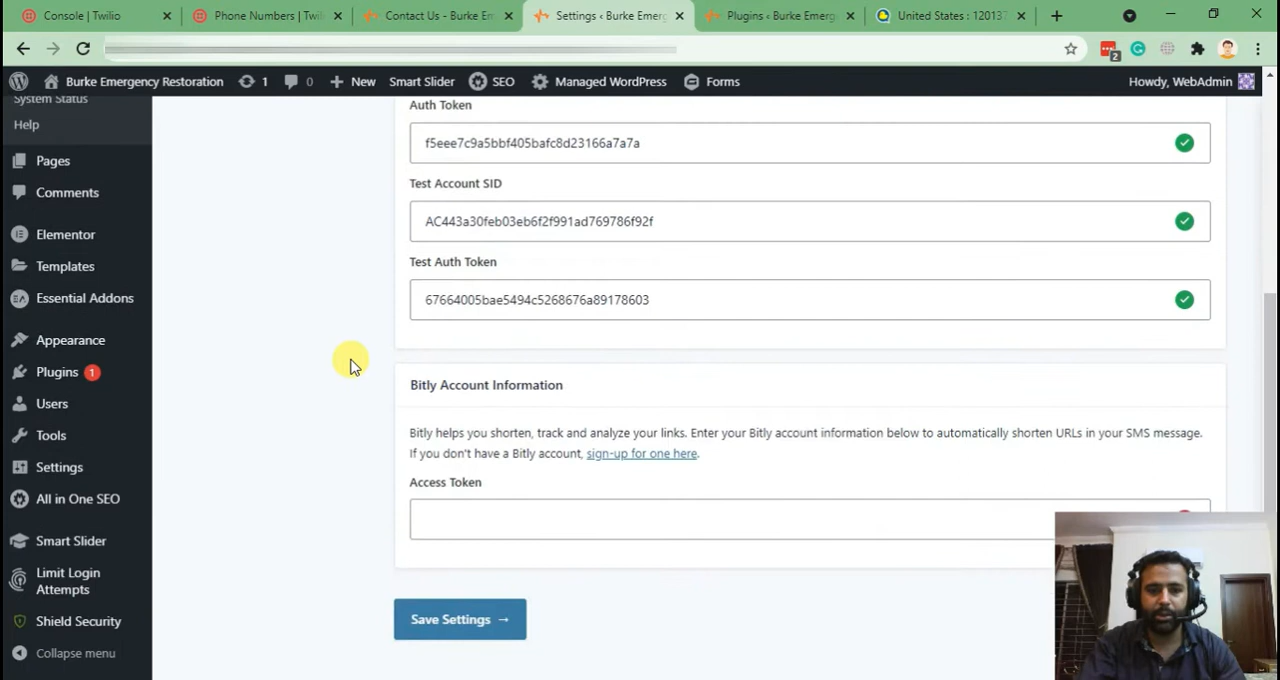 Console | Twilio
Phone Numbers | Twi
Contact Us - Burke Em
Settings ‹ Burke Emerg
Plugins ‹ Burke Emerg
United States : 120137
Burke Emergency Restoration
1
0
New
Smart Slider
SEO
Managed WordPress
Forms
Howdy, WebAdmin
2
System Status
Help
Pages
Comments
Elementor
Templates
Essential Addons
Appearance
Plugins 1
Users
Tools
Settings
All in One SEO
Smart Slider
Limit Login
Attempts
Shield Security
Collapse menu
Auth Token
f5eee7c9a5bbf405bafc8d23166a7a7a
Test Account SID
AC443a30feb03eb6f2f991ad769786f92f
Test Auth Token
67664005bae5494c5268676a89178603
Bitly Account Information
Bitly helps you shorten, track and analyze your links. Enter your Bitly account information below to automatically shorten URLs in your SMS message.
If you don't have a Bitly account, sign-up for one here.
Access Token
Save Settings →